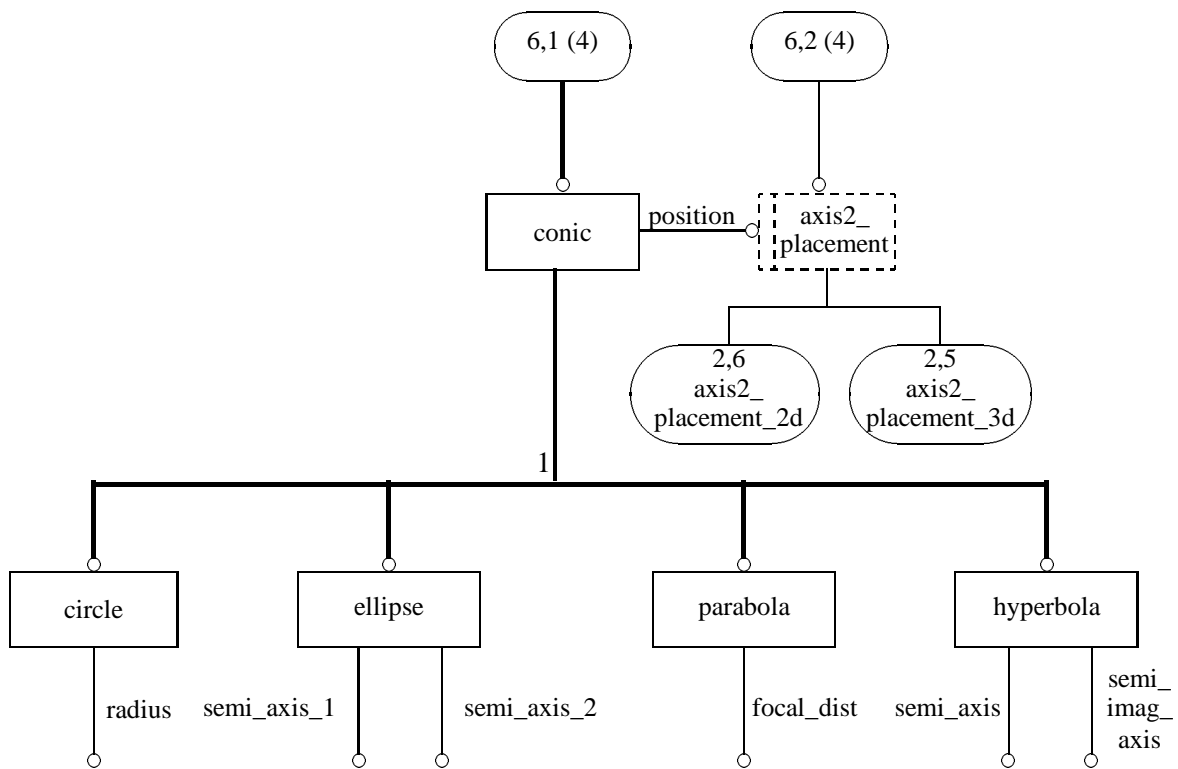 6,1 (4)
6,2 (4)
conic
position
axis2_
placement
2,6
axis2_
placement_2d
2,5
axis2_
placement_3d
1
circle
ellipse
parabola
hyperbola
radius
semi_axis_1
semi_axis_2
focal_dist
semi_axis
semi_
imag_
axis